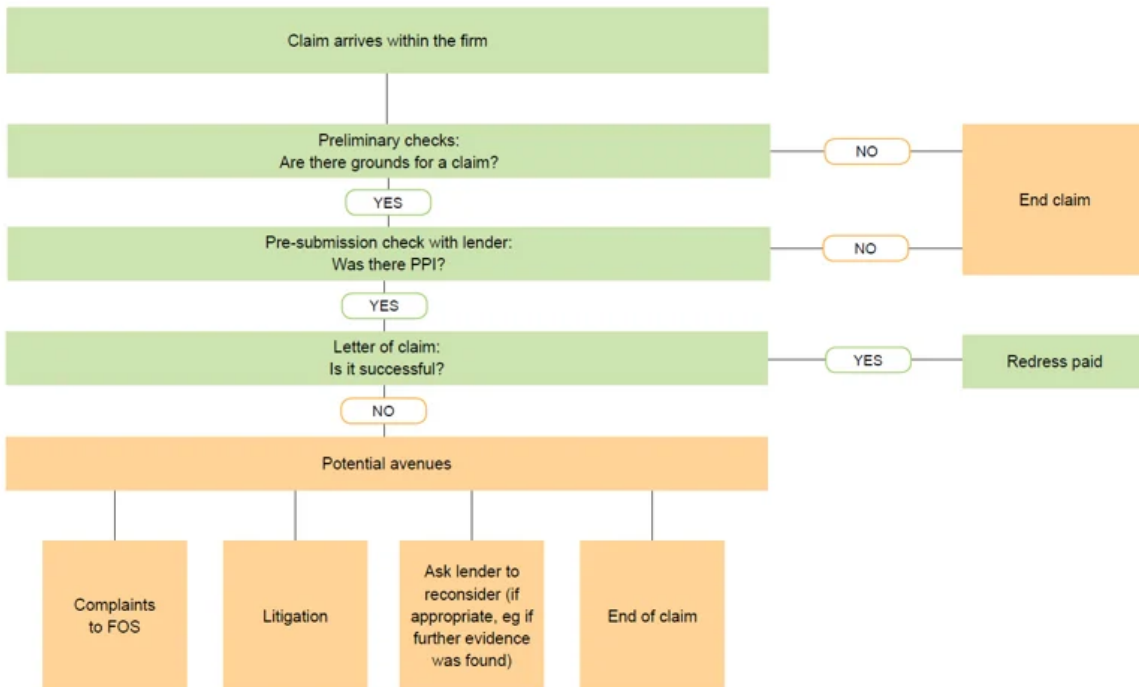 Claim arrives within the firm
Preliminary checks:
Are there grounds for a claim?
NO
End claim
YES
Pre-submission check with lender:
Was there PPI?
NO
YES
Letter of claim:
Is it successful?
YES
Redress paid
NO
Potential avenues
Complaints
to FOS
Litigation
Ask lender to
reconsider (if
appropriate, eg if
further evidence
was found)
End of claim